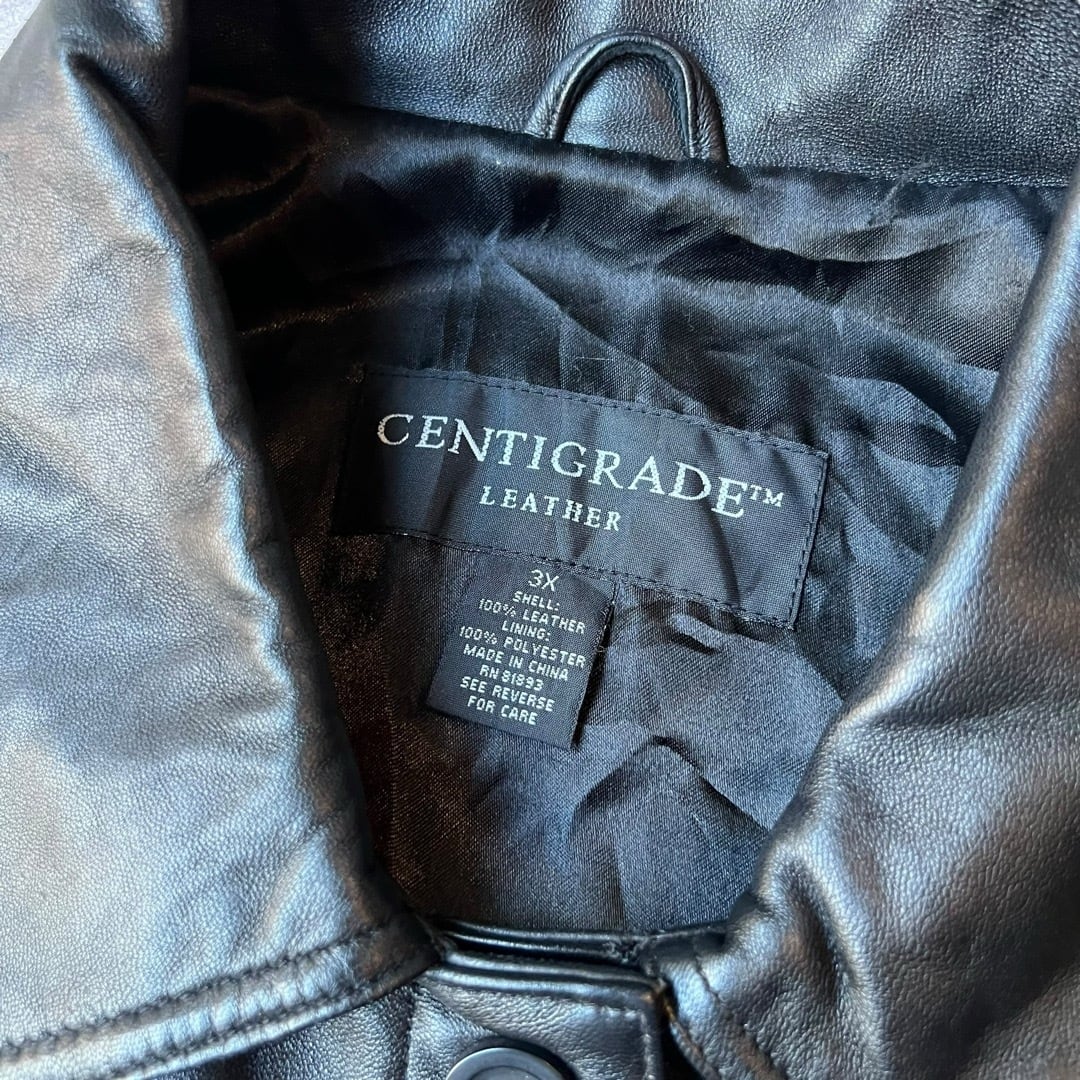 CENTIGRADE™
LEATHER
3X
SHELL:
100% LEATHER
LINING:
100% POLYESTER
MADE IN CHINA
RN 81893
SEE REVERSE
FOR CARE